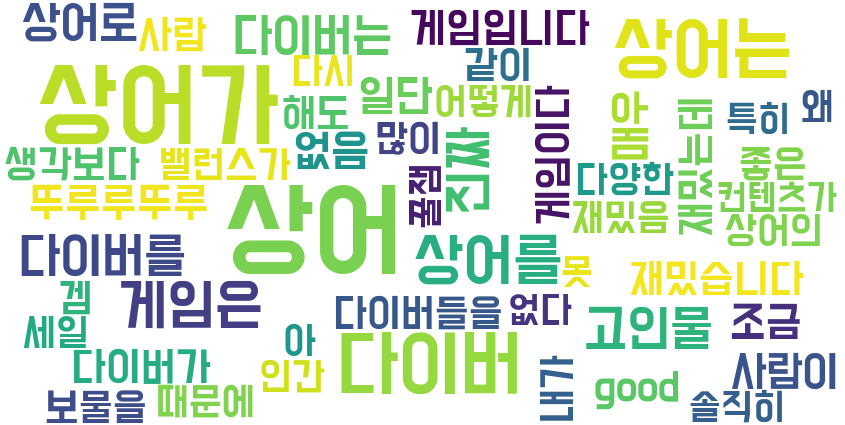 상어로
사람
다이버는
게임입니다
상어는
상어가
다시
같이
해도
일단
어떻게
아
몸
재밌는데
특히
왜
생각보다
밸런스가
없음
많이
진짜
게임이다
다양한
좋은
컨텐츠가
뚜루루뚜루
상어
꿀잼
재밌음
상어의
다이버를
상어를
못
재밌습니다
겜
게임은
다이버들을
없다
고인물
조금
세일
아
다이버가
인간
다이버
내가
good
사람이
보물을
때문에
솔직히